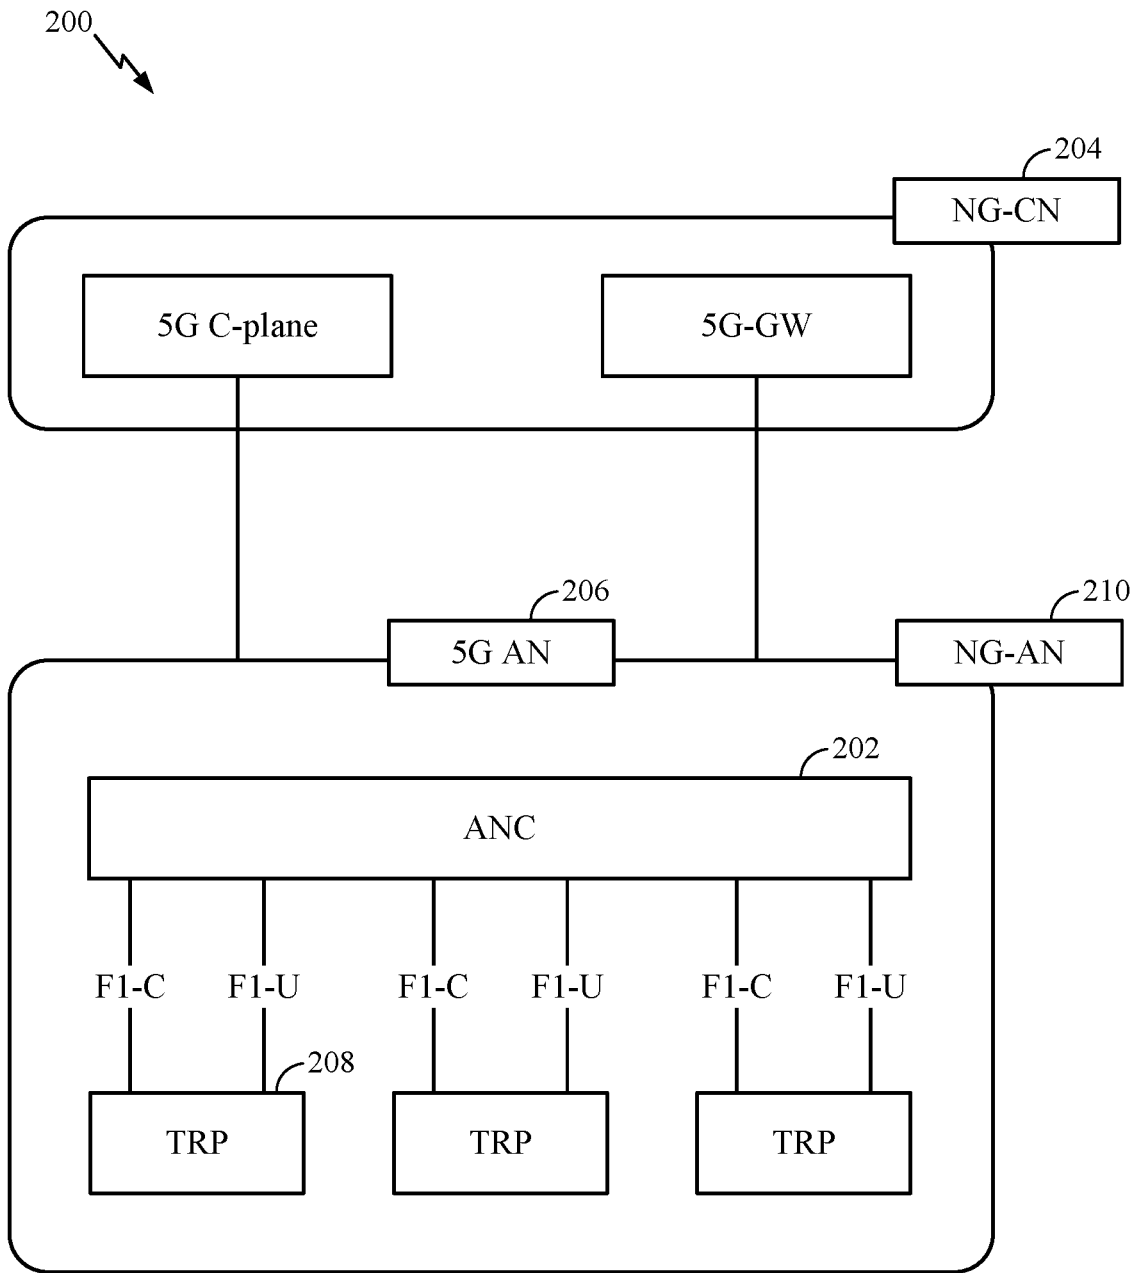 200
204
NG-CN
5G C-plane
5G-GW
206
210
5G AN
NG-AN
202
ANC
F1-C
F1-U
F1-C
F1-U
F1-C
F1-U
208
TRP
TRP
TRP